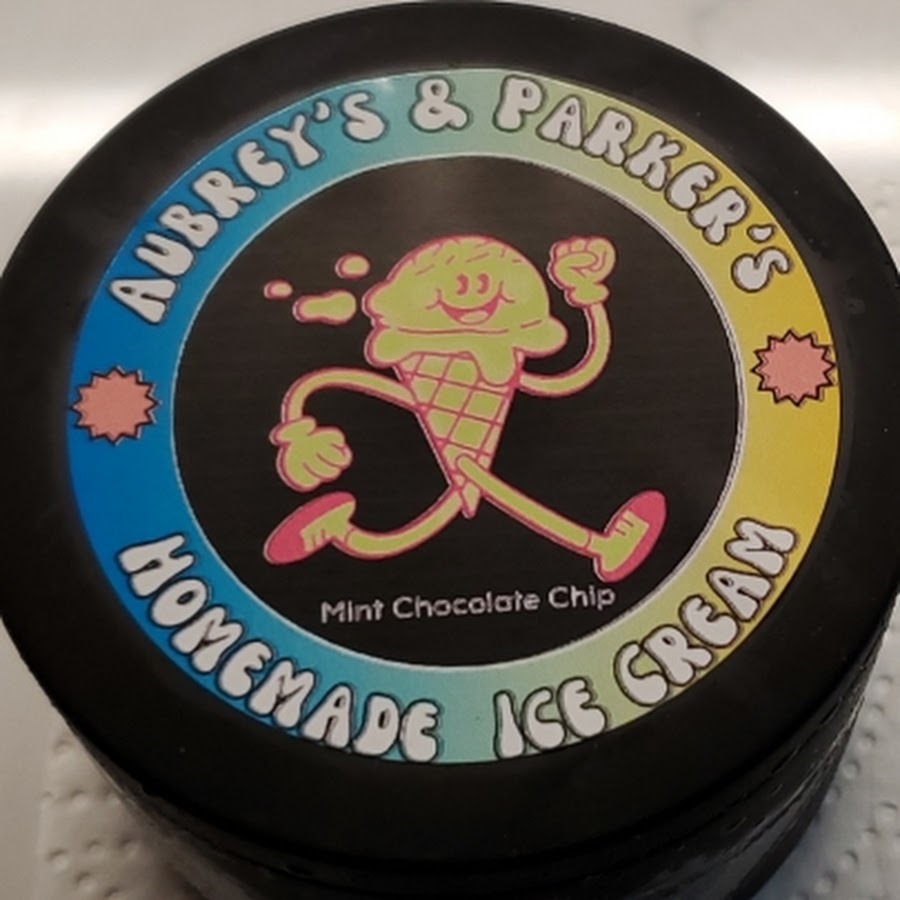 AUBREY'S & PARKER'S
Mint Chocolate Chip
HOMEMADE ICE CREAM